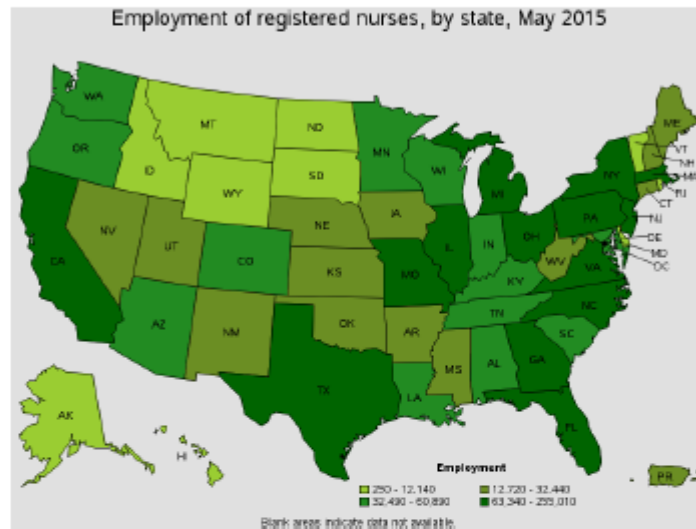 Employment of registered nurses, by state, May 2015
WA
MT
ND
ME
OR
MN
VT
ID
SD
WI
NH
WY
MI
NY
MA
RI
CT
NV
NE
IA
PA
NJ
UT
IL
IN
OH
DE
CA
CO
KS
MO
WV
VA
MD
DC
KY
AZ
NM
OK
AR
TN
NC
SC
MS
AL
GA
TX
LA
FL
AK
HI
PR
Employment
250 - 12,140
12,720 - 32,440
32,490 - 60,890
63,340 - 255,010
Blank areas indicate data not available.